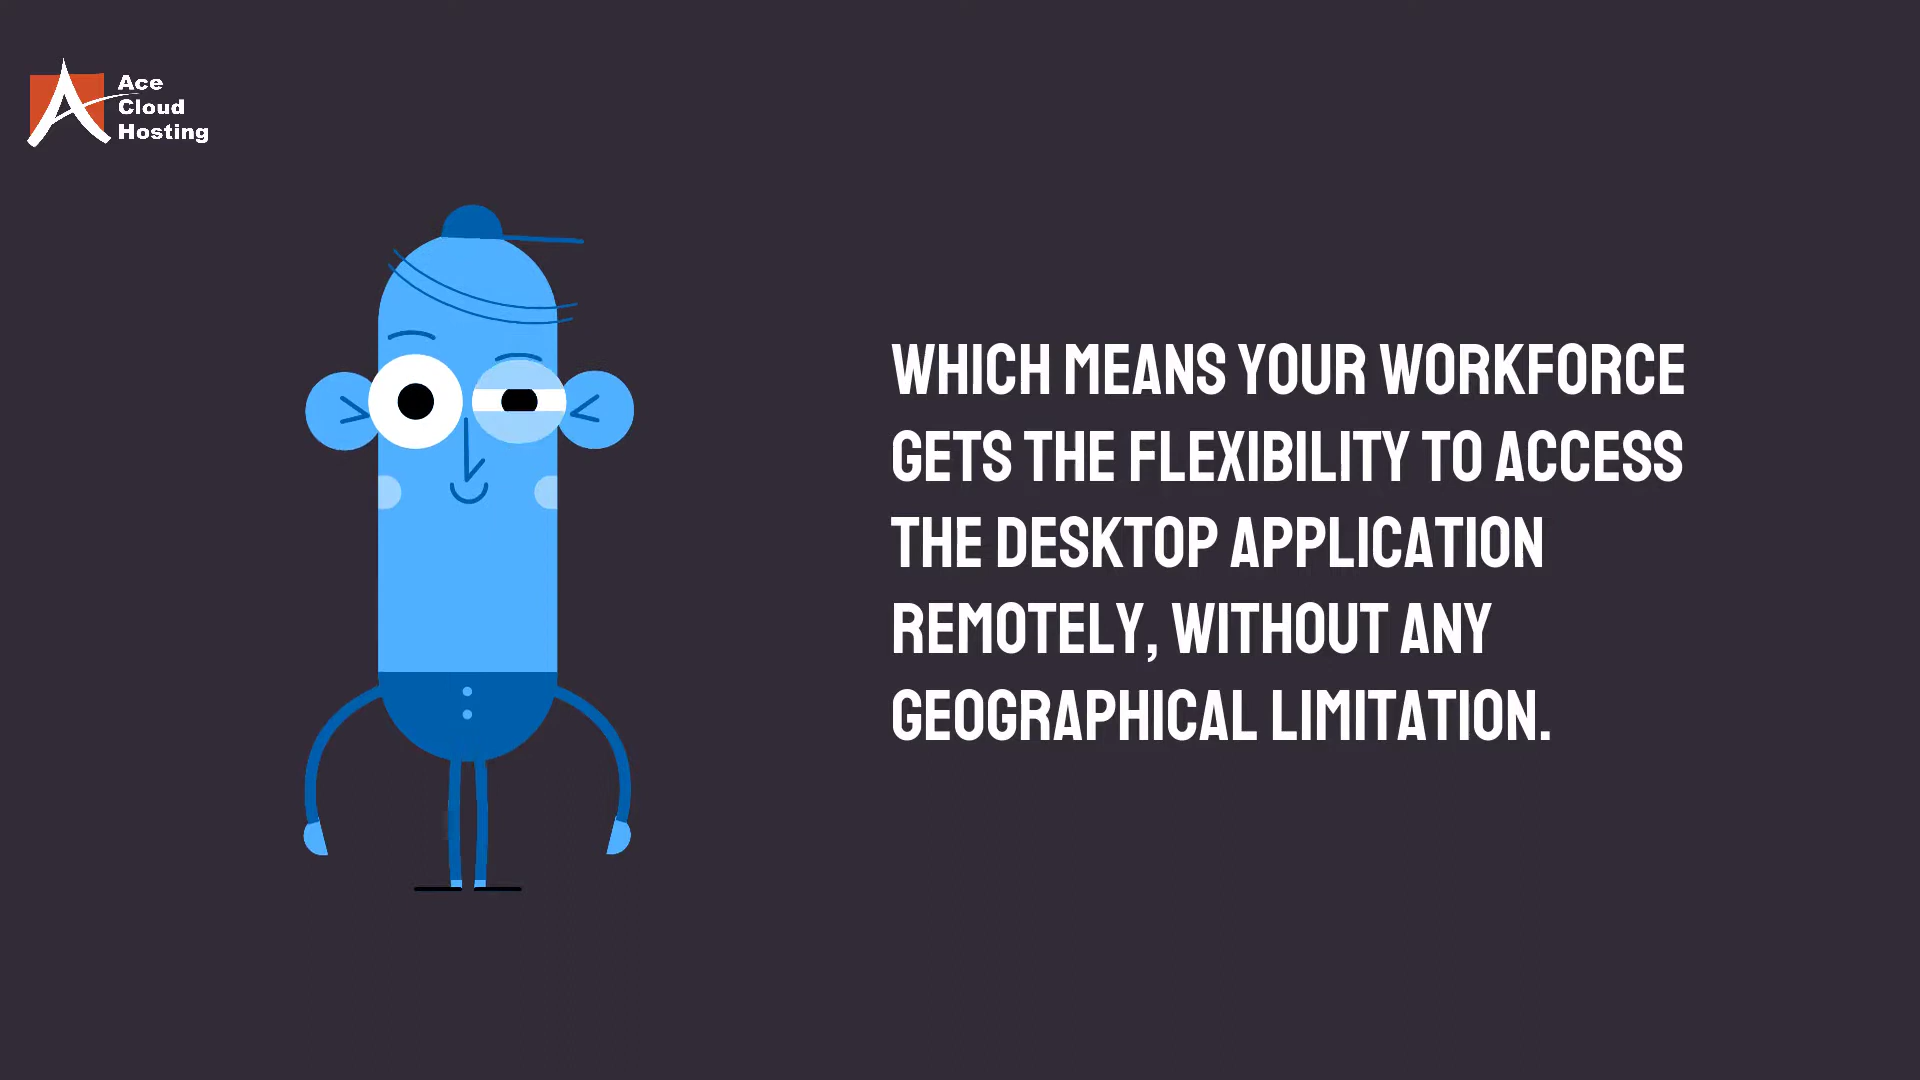 Ace
Cloud
Hosting
WHICH MEANS YOUR WORKFORCE
GETS THE FLEXIBILITY TO ACCESS
THE DESKTOP APPLICATION
REMOTELY, WITHOUT ANY
GEOGRAPHICAL LIMITATION.